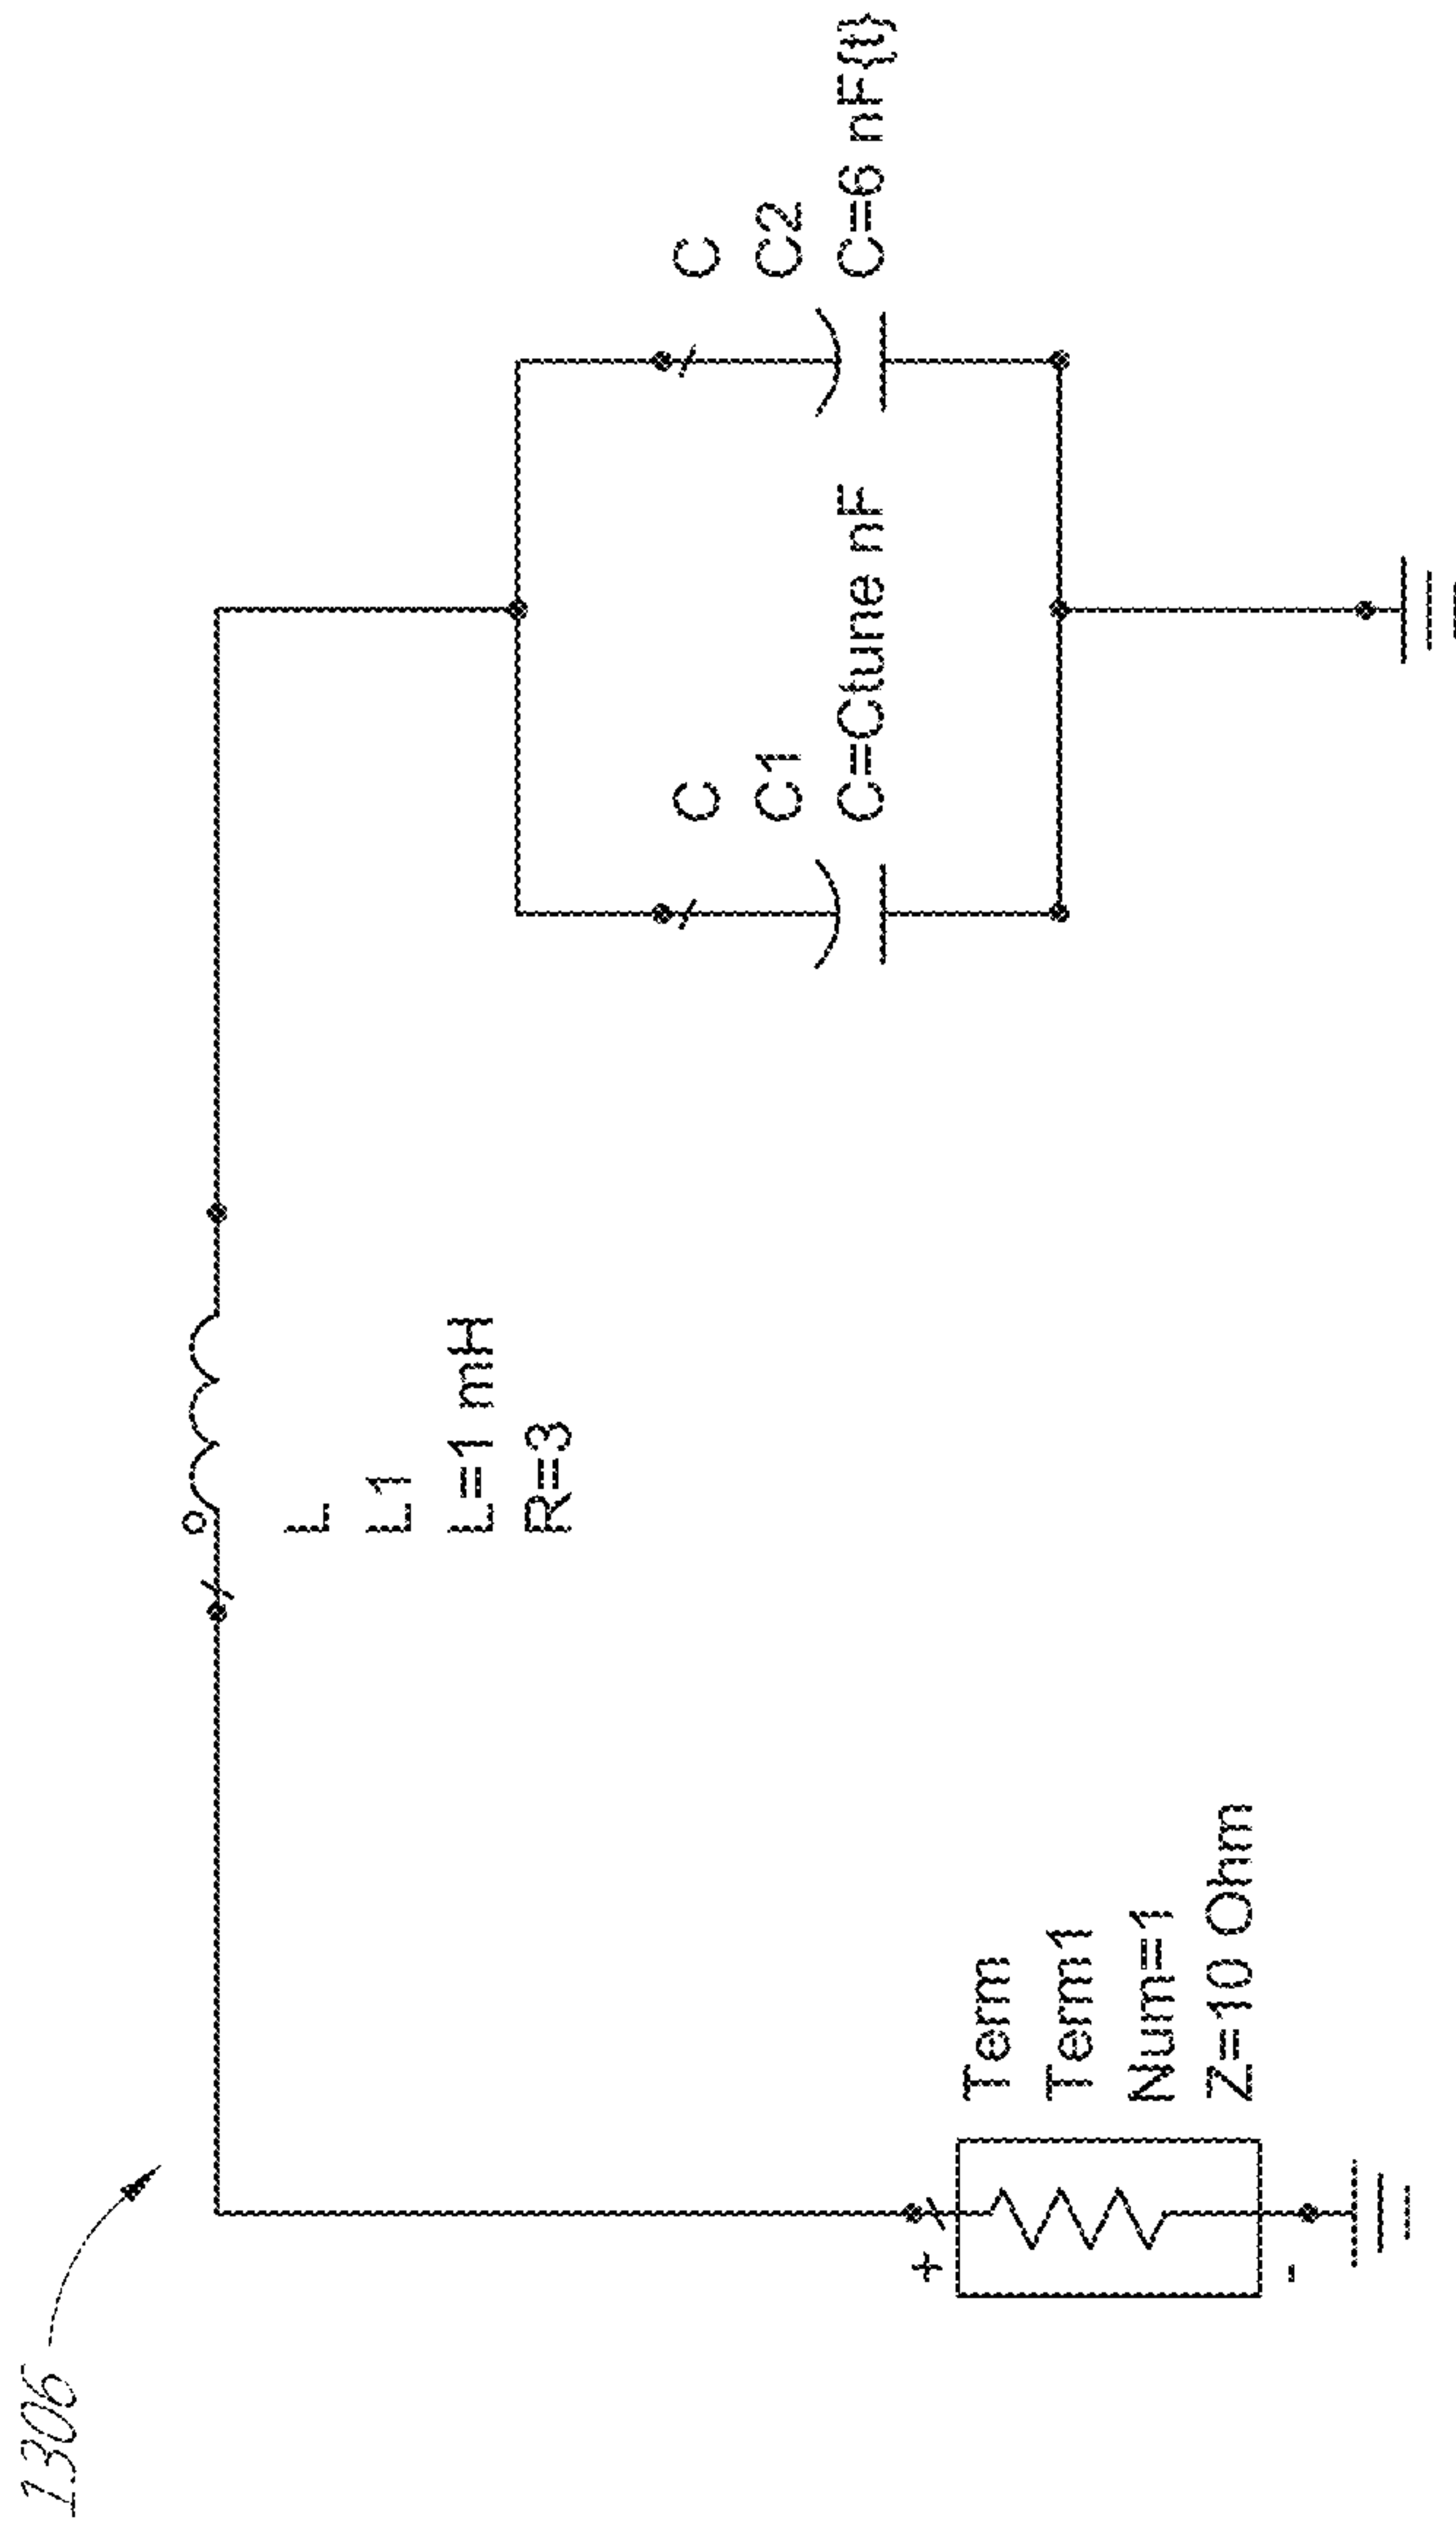 1306
Term
Term1
Num=1
Z=10 Ohm
+
-
L
L1
L=1 mH
R=3
C
C1
C=Ctune nF
C
C2
C=6 nF{t}